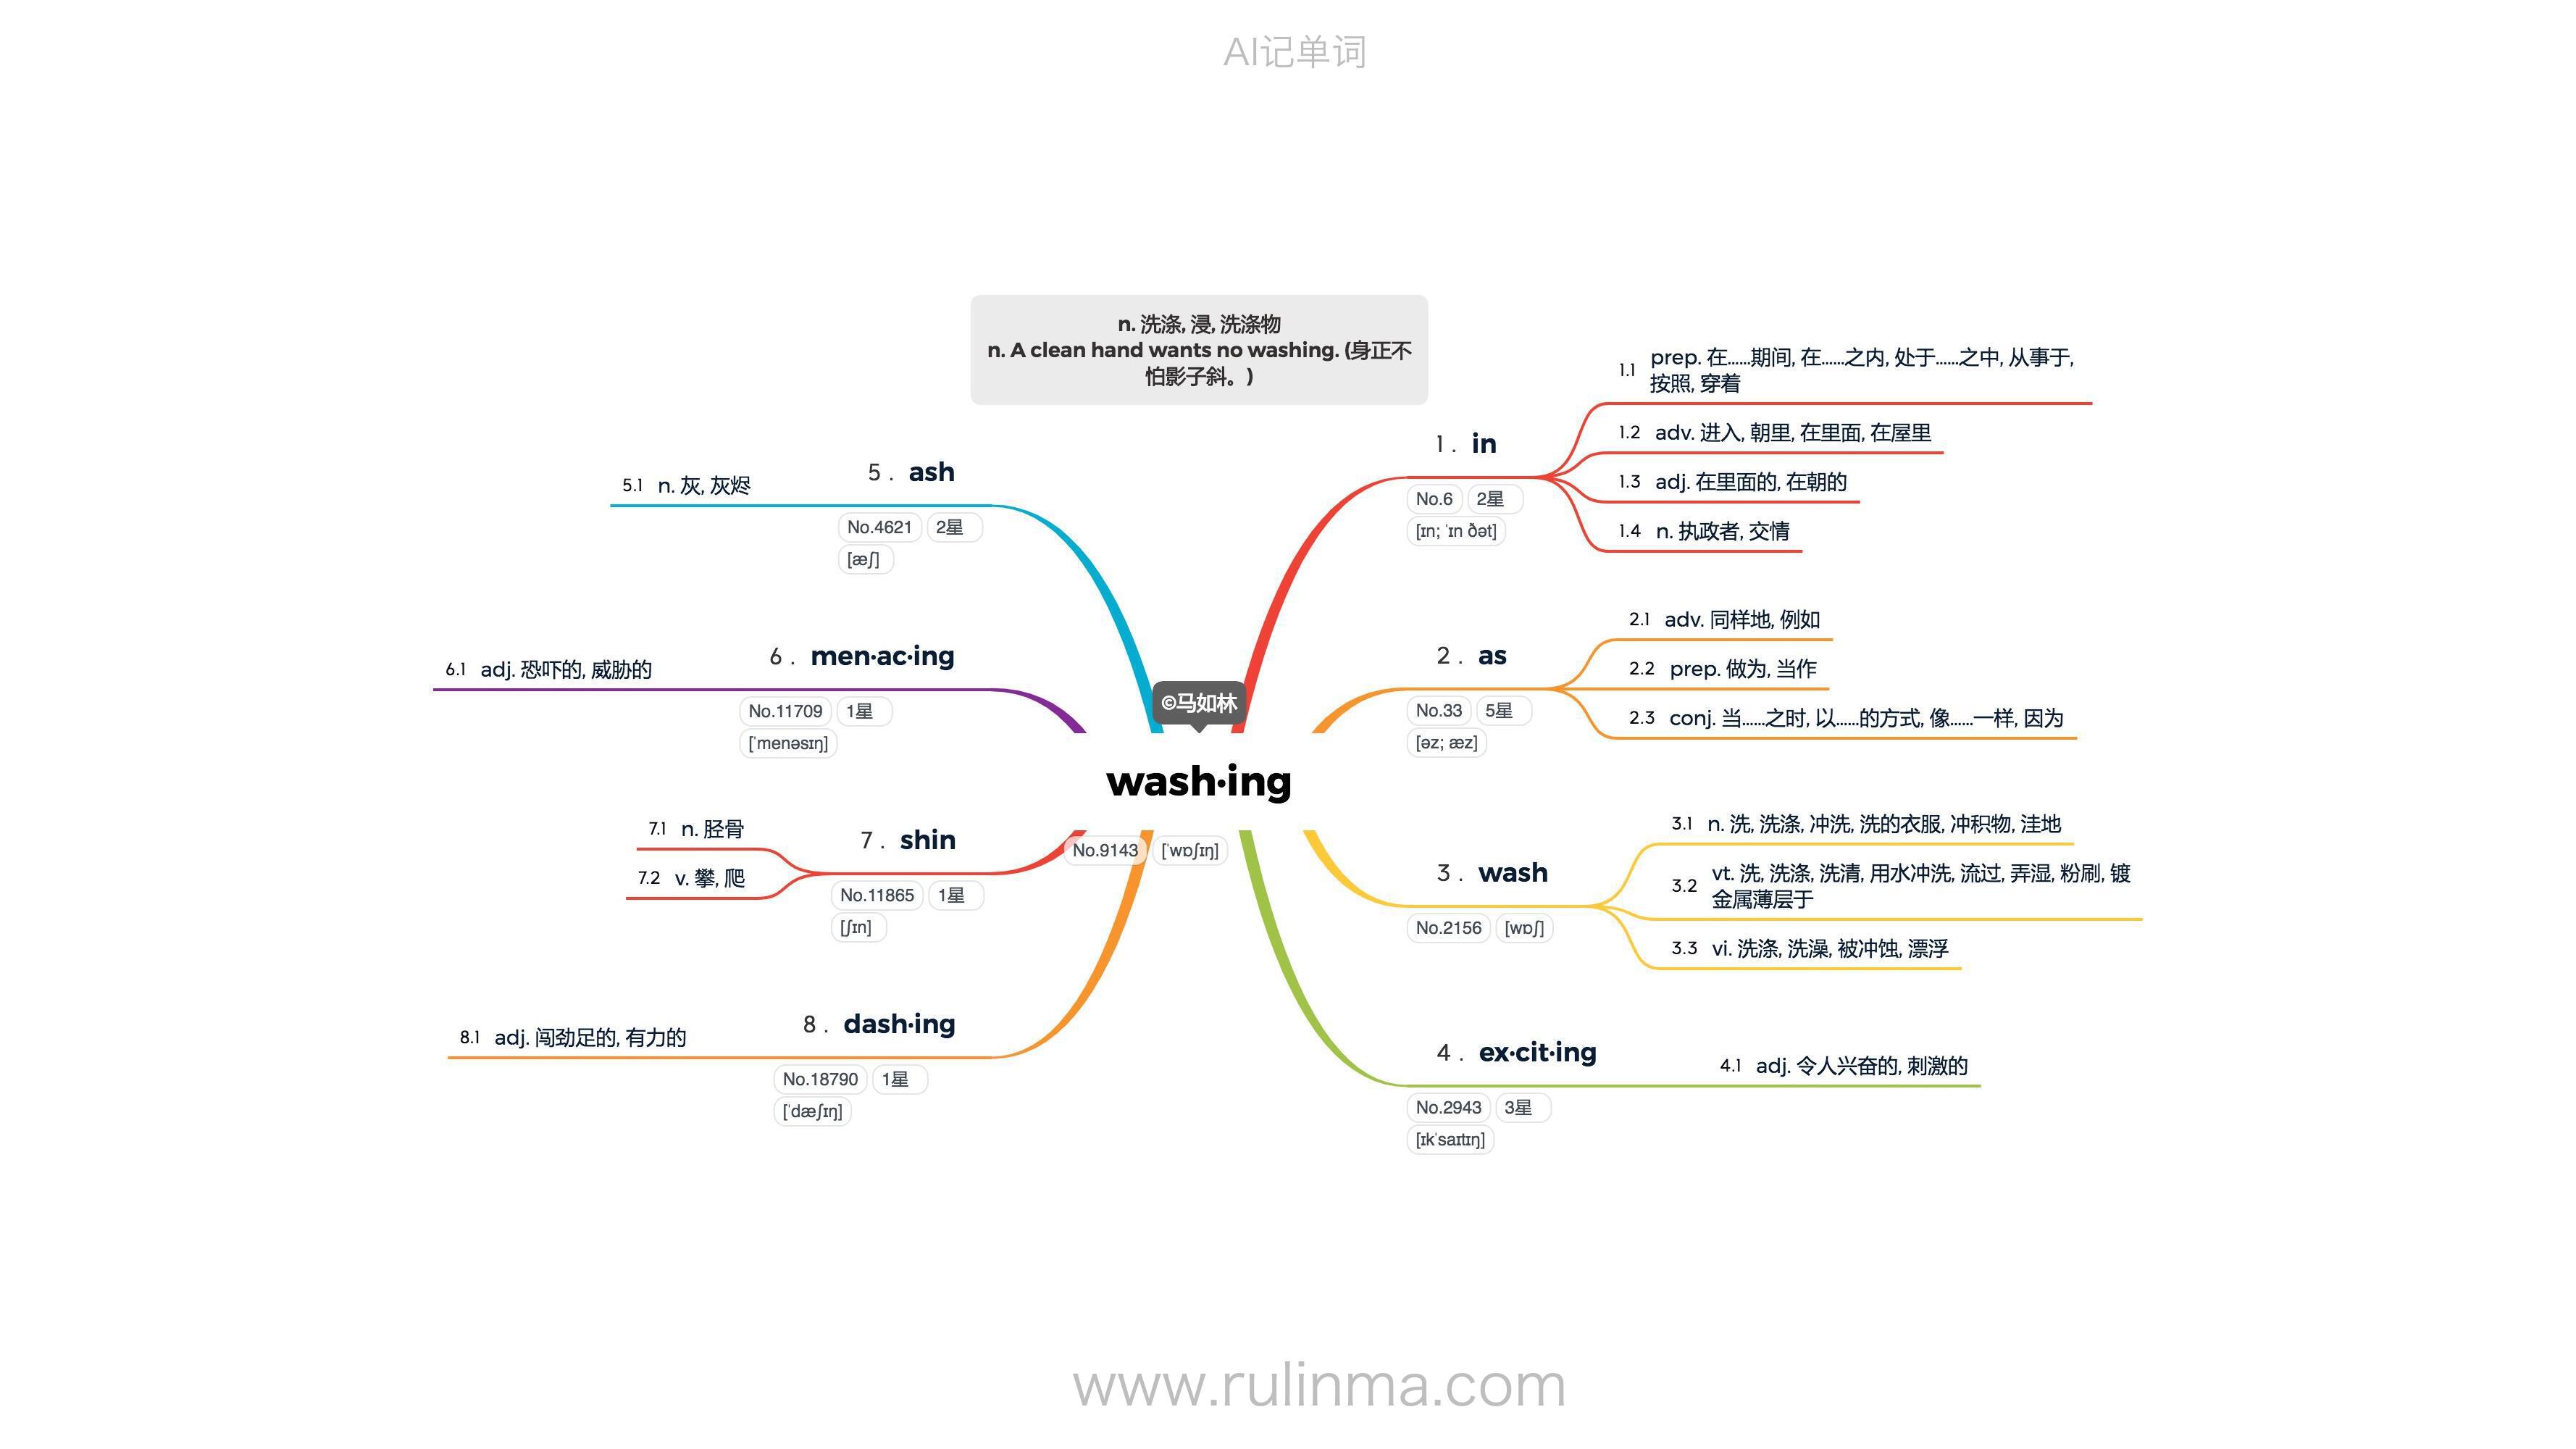 AI记单词
n. 洗涤, 浸, 洗涤物
n. A clean hand wants no washing. (身正不
怕影子斜。)
©马如林
wash·ing
No.9143 [ˈwɒʃɪŋ]
1. in
No.6 2星
[ɪn; ˈɪn ðət]
1.1 prep. 在……期间, 在……之内, 处于……之中, 从事于,
按照, 穿着
1.2 adv. 进入, 朝里, 在里面, 在屋里
1.3 adj. 在里面的, 在朝的
1.4 n. 执政者, 交情
2. as
No.33 5星
[əz; æz]
2.1 adv. 同样地, 例如
2.2 prep. 做为, 当作
2.3 conj. 当……之时, 以……的方式, 像……一样, 因为
3. wash
No.2156 [wɒʃ]
3.1 n. 洗, 洗涤, 冲洗, 洗的衣服, 冲积物, 洼地
3.2 vt. 洗, 洗涤, 洗清, 用水冲洗, 流过, 弄湿, 粉刷, 镀
金属薄层于
3.3 vi. 洗涤, 洗澡, 被冲蚀, 漂浮
4. ex·cit·ing
No.2943 3星
[ɪkˈsaɪtɪŋ]
4.1 adj. 令人兴奋的, 刺激的
5. ash
No.4621 2星
[æʃ]
5.1 n. 灰, 灰烬
6. men·ac·ing
No.11709 1星
[ˈmenəsɪŋ]
6.1 adj. 恐吓的, 威胁的
7. shin
No.11865 1星
[ʃɪn]
7.1 n. 胫骨
7.2 v. 攀, 爬
8. dash·ing
No.18790 1星
[ˈdæʃɪŋ]
8.1 adj. 闯劲足的, 有力的
www.rulinma.com